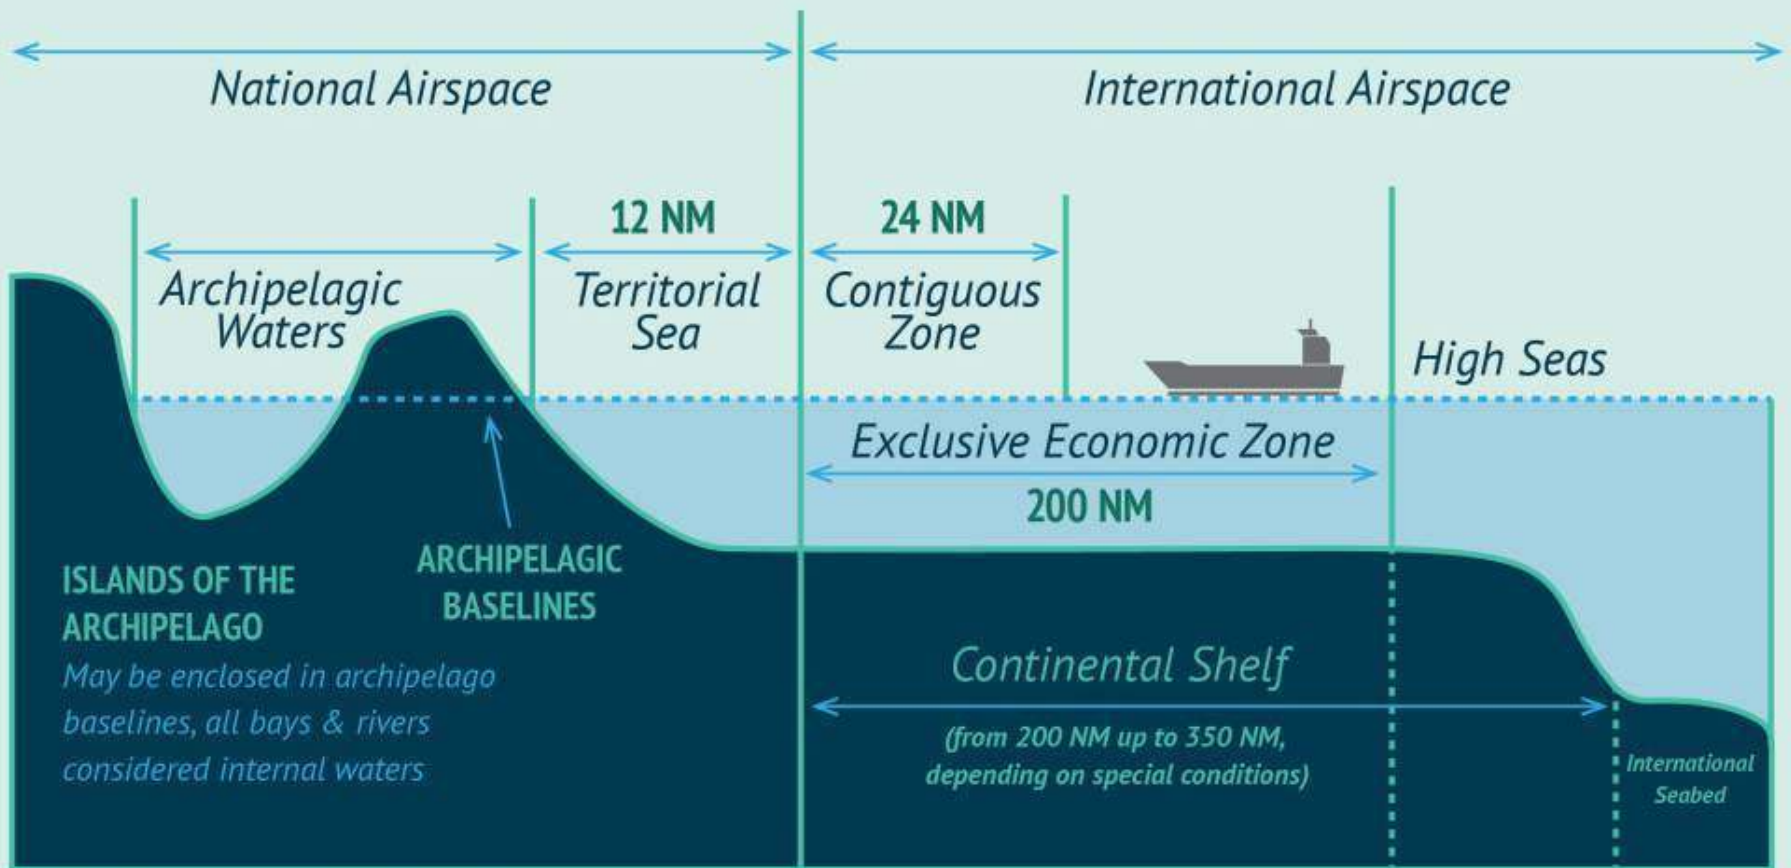 National Airspace
International Airspace
12 NM
24 NM
Archipelagic
Waters
Territorial
Sea
Contiguous
Zone
High Seas
Exclusive Economic Zone
200 NM
ARCHIPELAGIC
BASELINES
ISLANDS OF THE
ARCHIPELAGO
May be enclosed in archipelago
baselines, all bays & rivers
considered internal waters
Continental Shelf
(from 200 NM up to 350 NM,
depending on special conditions)
International
Seabed